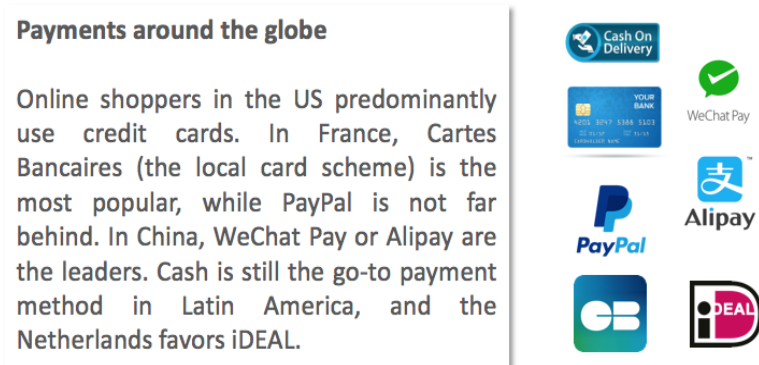 Payments around the globe
Online shoppers in the US predominantly
use credit cards. In France, Cartes
Bancaires (the local card scheme) is the
most popular, while PayPal is not far
behind. In China, WeChat Pay or Alipay are
the leaders. Cash is still the go-to payment
method in Latin America, and the
Netherlands favors iDEAL.
Cash On
Delivery
YOUR
BANK
4201 3247 5388 5103
CARDHOLDER NAME
WeChat Pay
支
Alipay
PayPal
CB
iDEAL